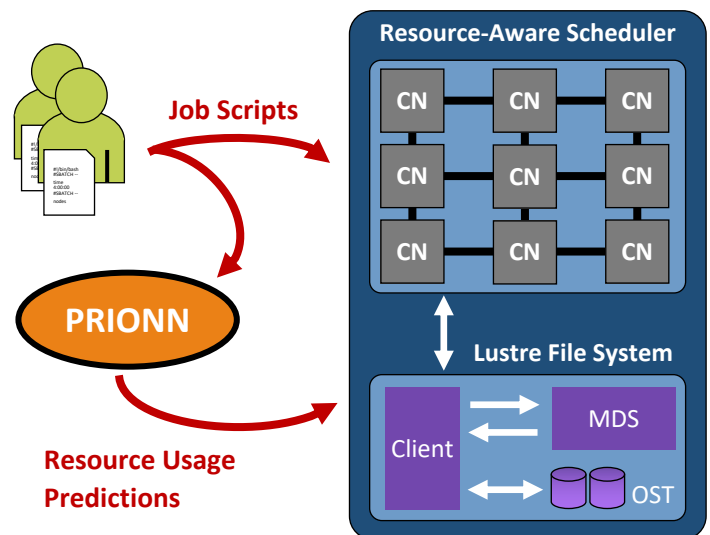 Resource-Aware Scheduler
Job Scripts
CN CN CN
CN CN CN
CN CN CN
#!/bin/bash
#SBATCH --
time
4:00:00
#SBATCH --
nodes
PRIONN
Lustre File System
Client
MDS
OST
Resource Usage
Predictions